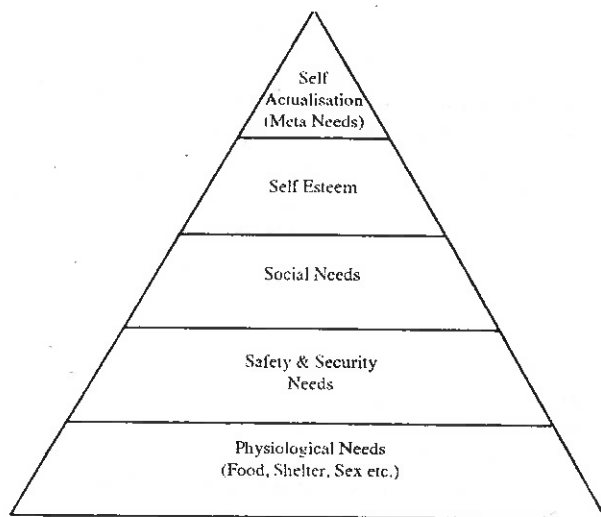 Self
Actualisation
(Meta Needs)
Self Esteem
Social Needs
Safety & Security
Needs
Physiological Needs
(Food, Shelter, Sex etc.)